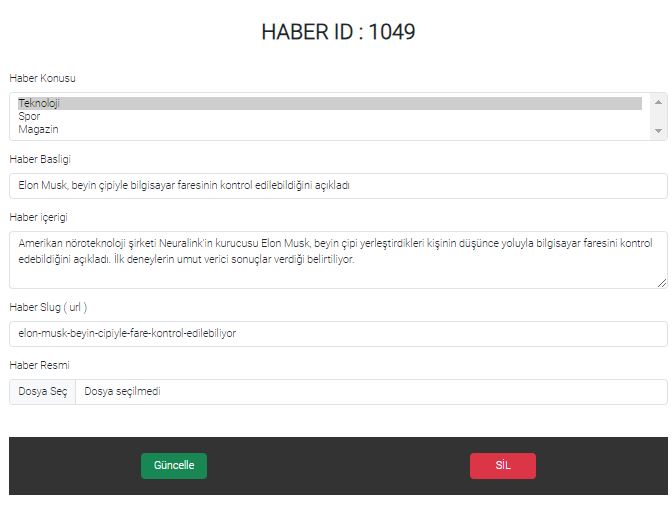 HABER ID : 1049
Haber Konusu
Teknoloji
Spor
Magazin
Haber Basligi
Elon Musk, beyin çipiyle bilgisayar faresinin kontrol edilebildiğini açıkladı
Haber içerigi
Amerikan nöroteknoloji şirketi Neuralink'in kurucusu Elon Musk, beyin çipi yerleştirdikleri kişinin düşünce yoluyla bilgisayar faresini kontrol
edebildiğini açıkladı. İlk deneylerin umut verici sonuçlar verdiği belirtiliyor.
Haber Slug ( url )
elon-musk-beyin-cipiyle-fare-kontrol-edilebiliyor
Haber Resmi
Dosya Seç Dosya seçilmedi
Güncelle SİL